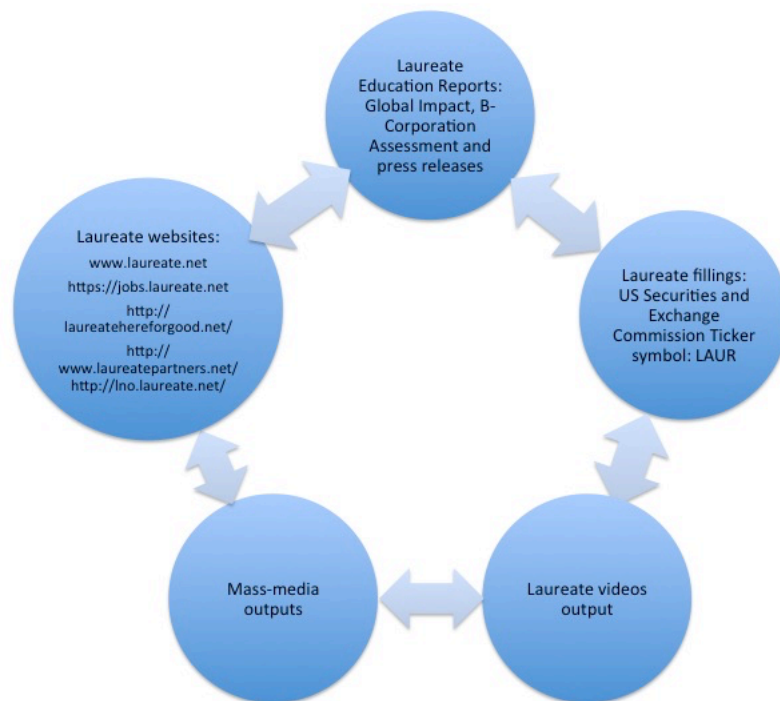 Laureate
Education Reports:
Global Impact, B-
Corporation
Assessment and
press releases
Laureate websites:
www.laureate.net
https://jobs.laureate.net
http://
laureatehereforgood.net/
http://
www.laureatepartners.net/
http://lno.laureate.net/
Laureate fillings:
US Securities and
Exchange
Commission Ticker
symbol: LAUR
Mass-media
outputs
Laureate videos
output